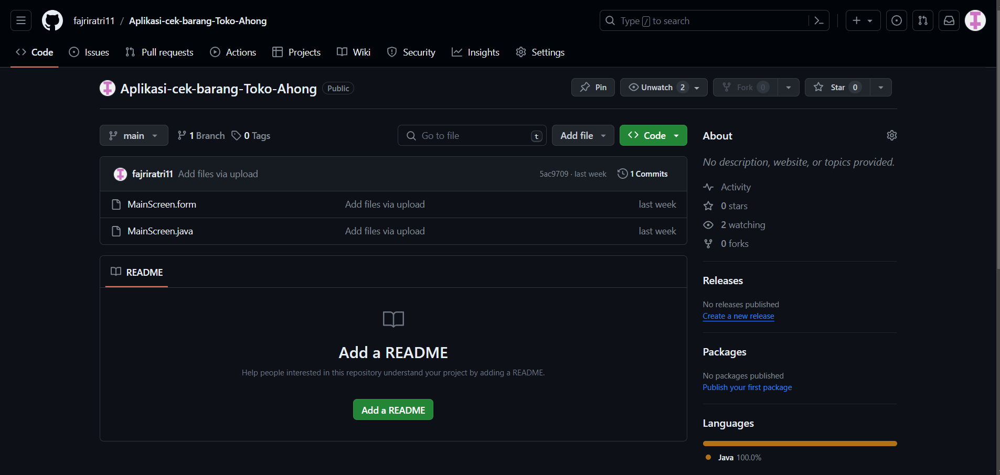 fajriratri11 / Aplikasi-cek-barang-Toko-Ahong
Type / to search
Code Issues Pull requests Actions Projects Wiki Security Insights Settings
Aplikasi-cek-barang-Toko-Ahong Public
Pin Unwatch 2 Fork 0 Star 0
main 1 Branch 0 Tags
Go to file t Add file Code
fajriratri11 Add files via upload 5ac9709 · last week 1 Commits
MainScreen.form Add files via upload last week
MainScreen.java Add files via upload last week
README
Add a README
Help people interested in this repository understand your project by adding a README.
Add a README
About
No description, website, or topics provided.
Activity
0 stars
2 watching
0 forks
Releases
No releases published
Create a new release
Packages
No packages published
Publish your first package
Languages
Java 100.0%